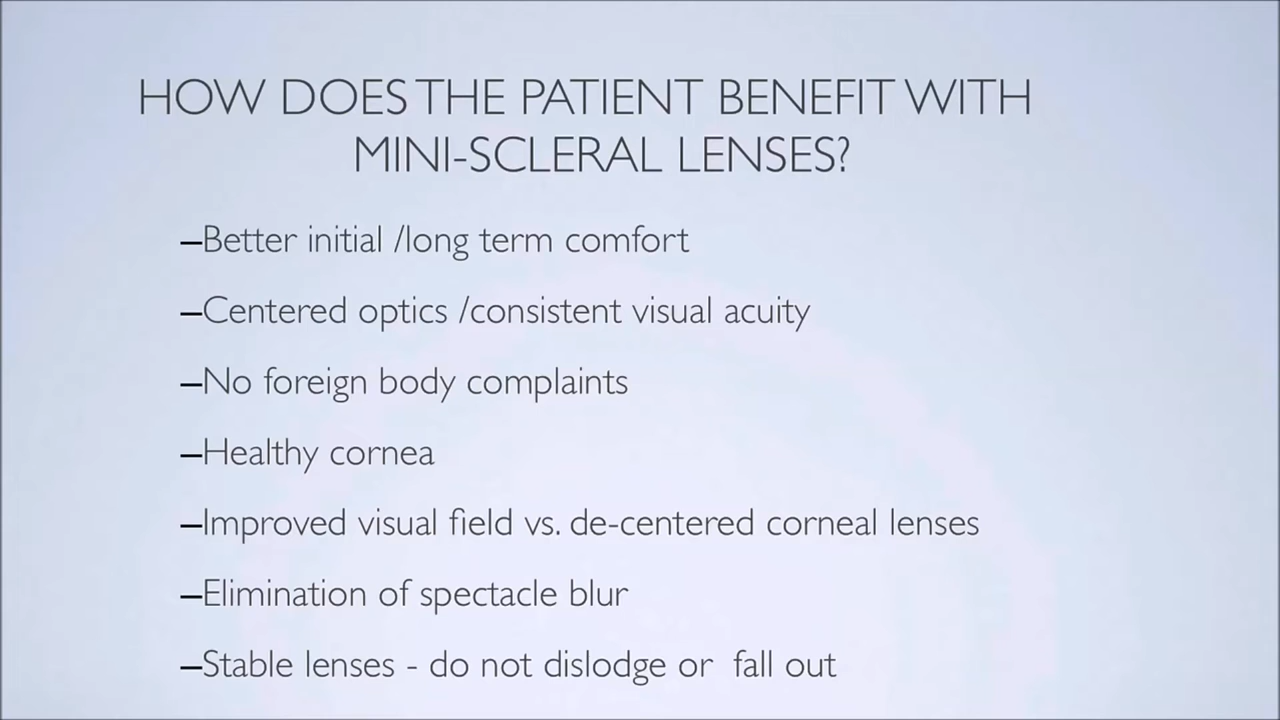 HOW DOES THE PATIENT BENEFIT WITH
MINI-SCLERAL LENSES?
–Better initial /long term comfort
–Centered optics /consistent visual acuity
–No foreign body complaints
–Healthy cornea
–Improved visual field vs. de-centered corneal lenses
–Elimination of spectacle blur
–Stable lenses - do not dislodge or  fall out